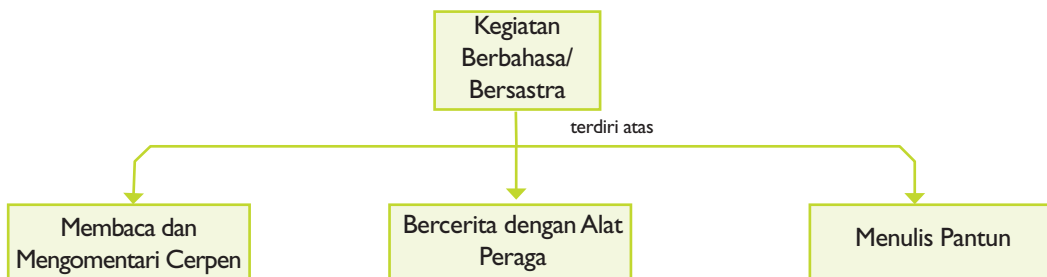 Kegiatan
Berbahasa/
Bersastra
terdiri atas
Membaca dan
Mengomentari Cerpen
Bercerita dengan Alat
Peraga
Menulis Pantun